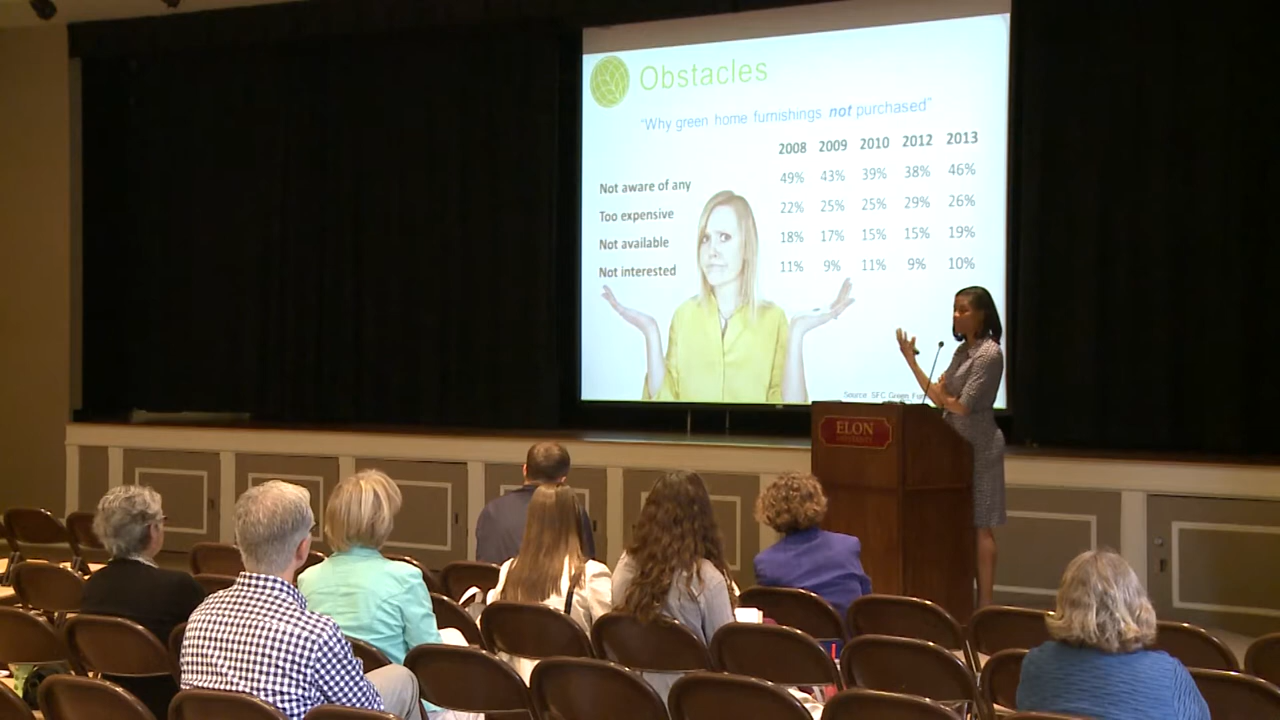 Obstacles
“Why green home furnishings not purchased”
2008 2009 2010 2012 2013
Not aware of any 49% 43% 39% 38% 46%
Too expensive 22% 25% 25% 29% 26%
Not available 18% 17% 15% 15% 19%
Not interested 11% 9% 11% 9% 10%
Source SFC Green
ELON
UNIVERSITY